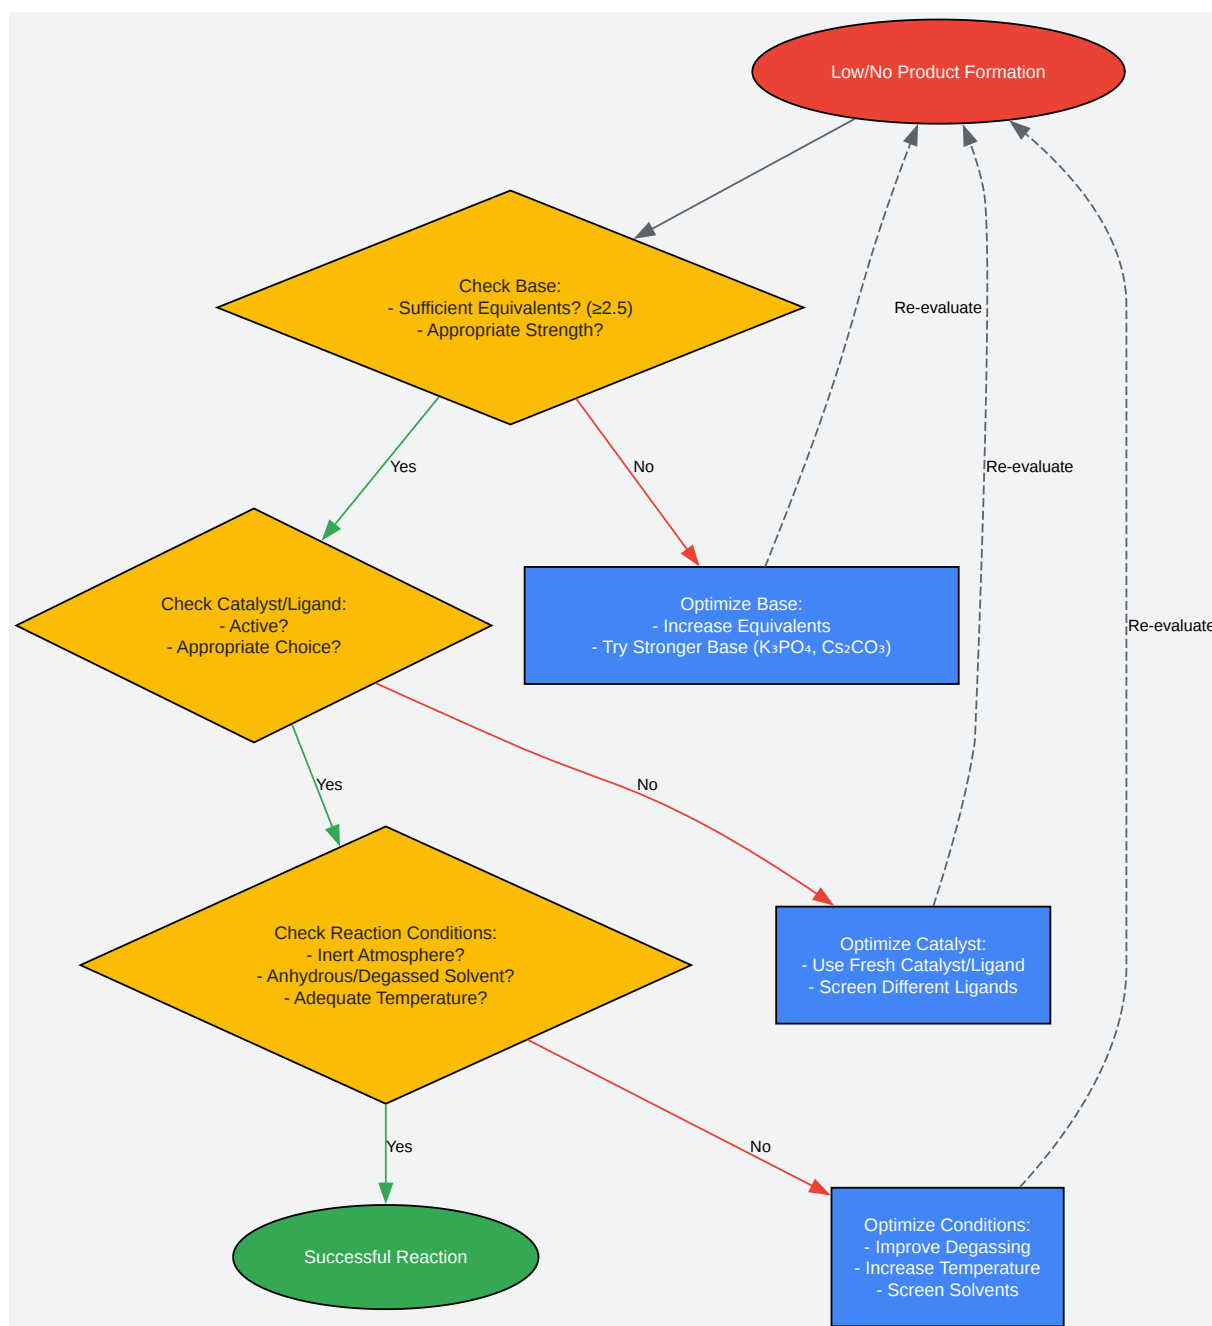 Low/No Product Formation
Check Base:
- Sufficient Equivalents? (≥2.5)
- Appropriate Strength?
Re-evaluate
Yes
No
Re-evaluate
Check Catalyst/Ligand:
- Active?
- Appropriate Choice?
Optimize Base:
- Increase Equivalents
- Try Stronger Base (K₃PO₄, Cs₂CO₃)
Re-evaluate
Yes
No
Check Reaction Conditions:
- Inert Atmosphere?
- Anhydrous/Degassed Solvent?
- Adequate Temperature?
Optimize Catalyst:
- Use Fresh Catalyst/Ligand
- Screen Different Ligands
Yes
No
Successful Reaction
Optimize Conditions:
- Improve Degassing
- Increase Temperature
- Screen Solvents